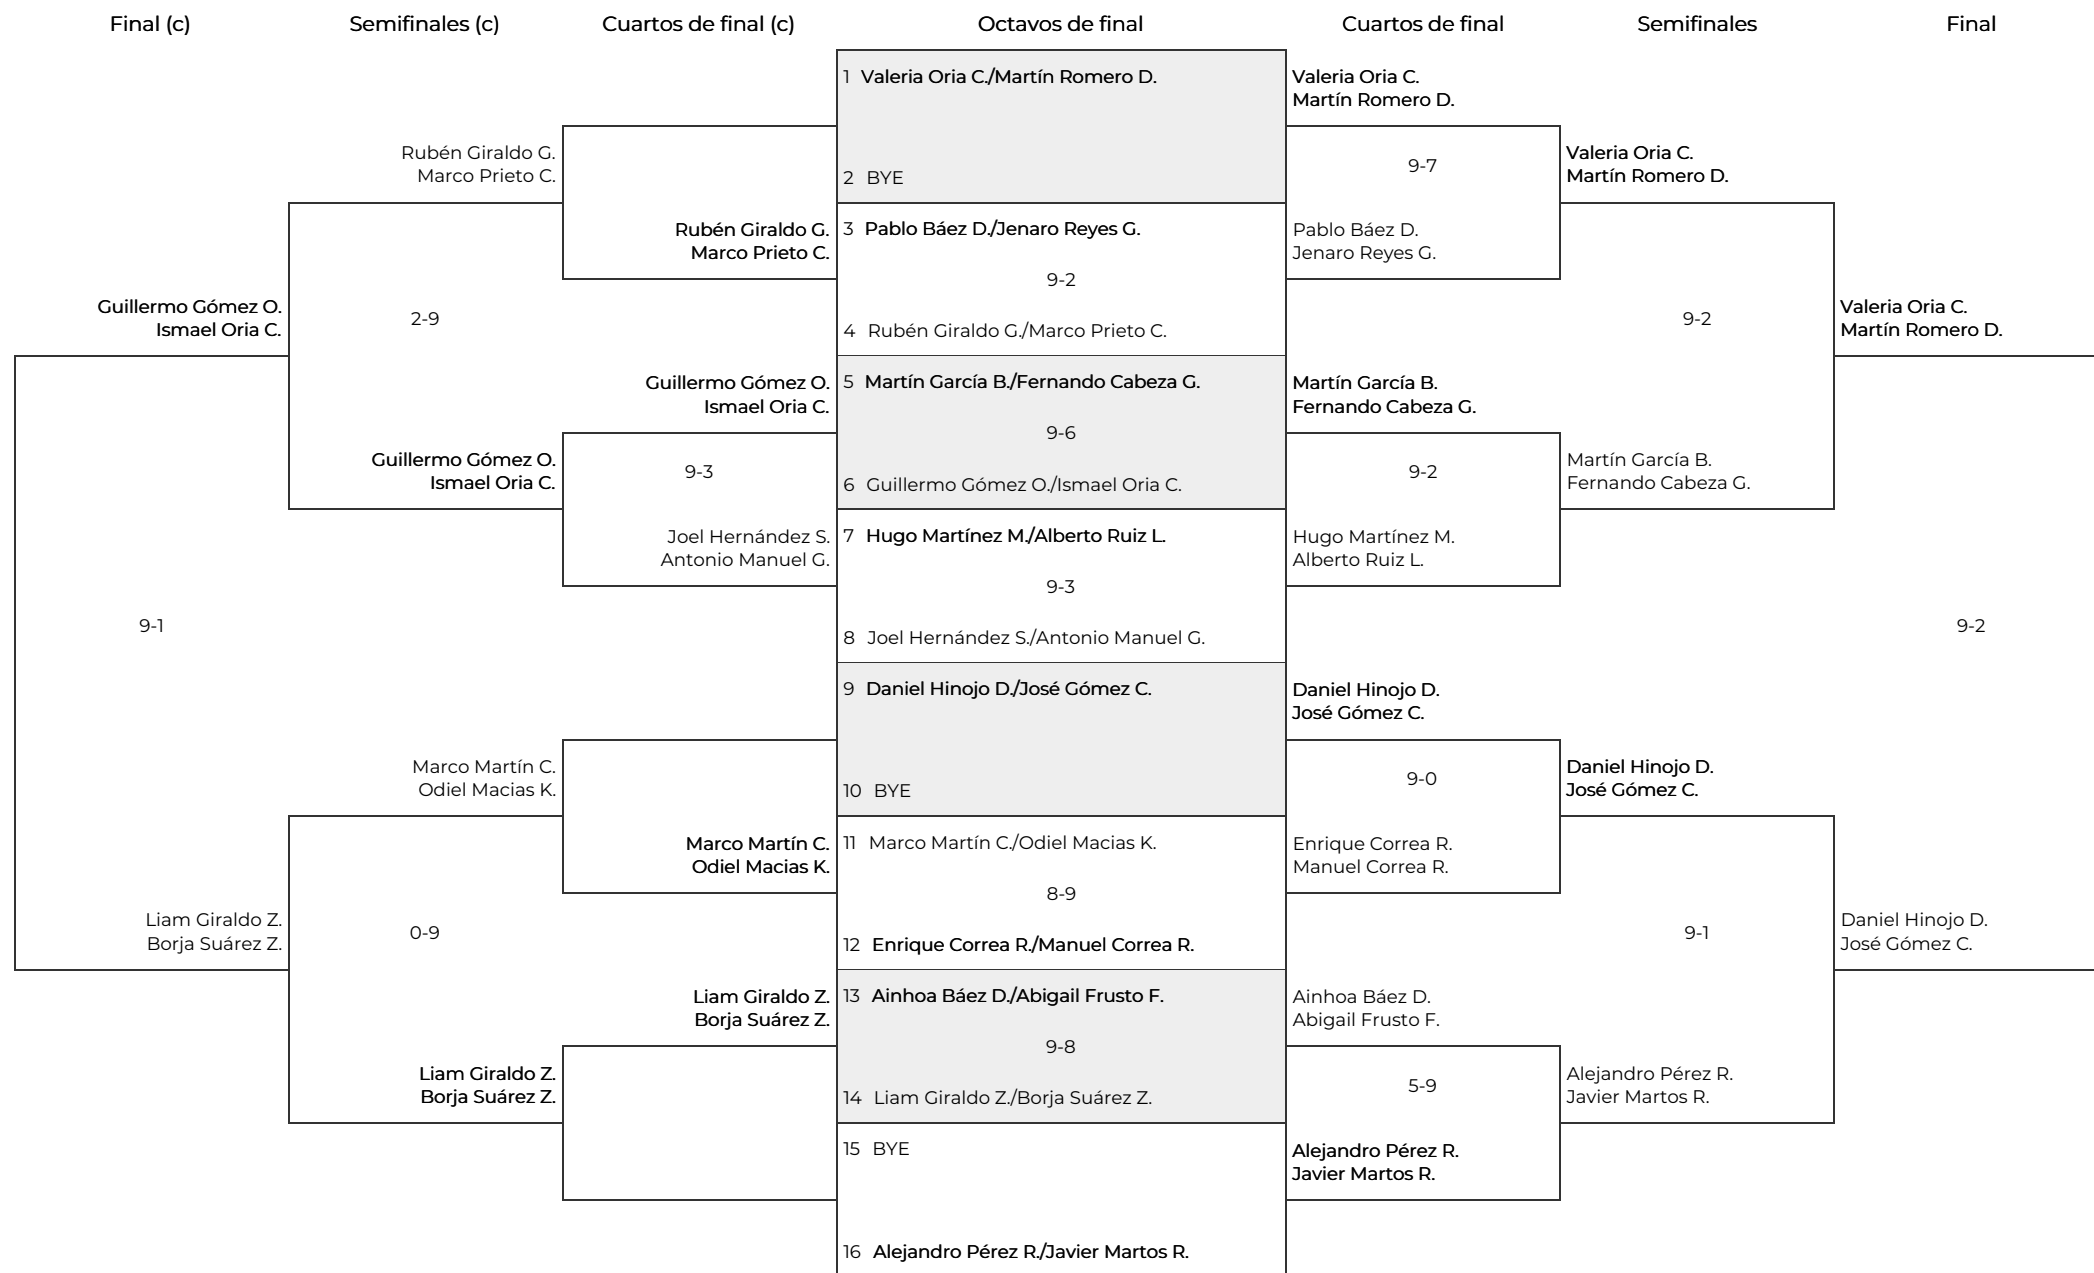 Final (c) Semifinales (c) Cuartos de final (c) Octavos de final Cuartos de final Semifinales Final
1 Valeria Oria C./Martín Romero D.
2 BYE
3 Pablo Báez D./Jenaro Reyes G.
9-2
4 Rubén Giraldo G./Marco Prieto C.
5 Martín García B./Fernando Cabeza G.
9-6
6 Guillermo Gómez O./Ismael Oria C.
7 Hugo Martínez M./Alberto Ruiz L.
9-3
8 Joel Hernández S./Antonio Manuel G.
9 Daniel Hinojo D./José Gómez C.
10 BYE
11 Marco Martín C./Odiel Macias K.
8-9
12 Enrique Correa R./Manuel Correa R.
13 Ainhoa Báez D./Abigail Frusto F.
9-8
14 Liam Giraldo Z./Borja Suárez Z.
15 BYE
16 Alejandro Pérez R./Javier Martos R.
Valeria Oria C.
Martín Romero D.
9-7
Pablo Báez D.
Jenaro Reyes G.
Martín García B.
Fernando Cabeza G.
9-2
Hugo Martínez M.
Alberto Ruiz L.
Daniel Hinojo D.
José Gómez C.
9-0
Enrique Correa R.
Manuel Correa R.
Ainhoa Báez D.
Abigail Frusto F.
5-9
Alejandro Pérez R.
Javier Martos R.
Valeria Oria C.
Martín Romero D.
9-2
Martín García B.
Fernando Cabeza G.
Daniel Hinojo D.
José Gómez C.
9-1
Alejandro Pérez R.
Javier Martos R.
Valeria Oria C.
Martín Romero D.
9-2
Daniel Hinojo D.
José Gómez C.
Rubén Giraldo G.
Marco Prieto C.
Guillermo Gómez O.
Ismael Oria C.
9-3
Joel Hernández S.
Antonio Manuel G.
Marco Martín C.
Odiel Macias K.
Liam Giraldo Z.
Borja Suárez Z.
Rubén Giraldo G.
Marco Prieto C.
2-9
Guillermo Gómez O.
Ismael Oria C.
Marco Martín C.
Odiel Macias K.
0-9
Liam Giraldo Z.
Borja Suárez Z.
Guillermo Gómez O.
Ismael Oria C.
9-1
Liam Giraldo Z.
Borja Suárez Z.